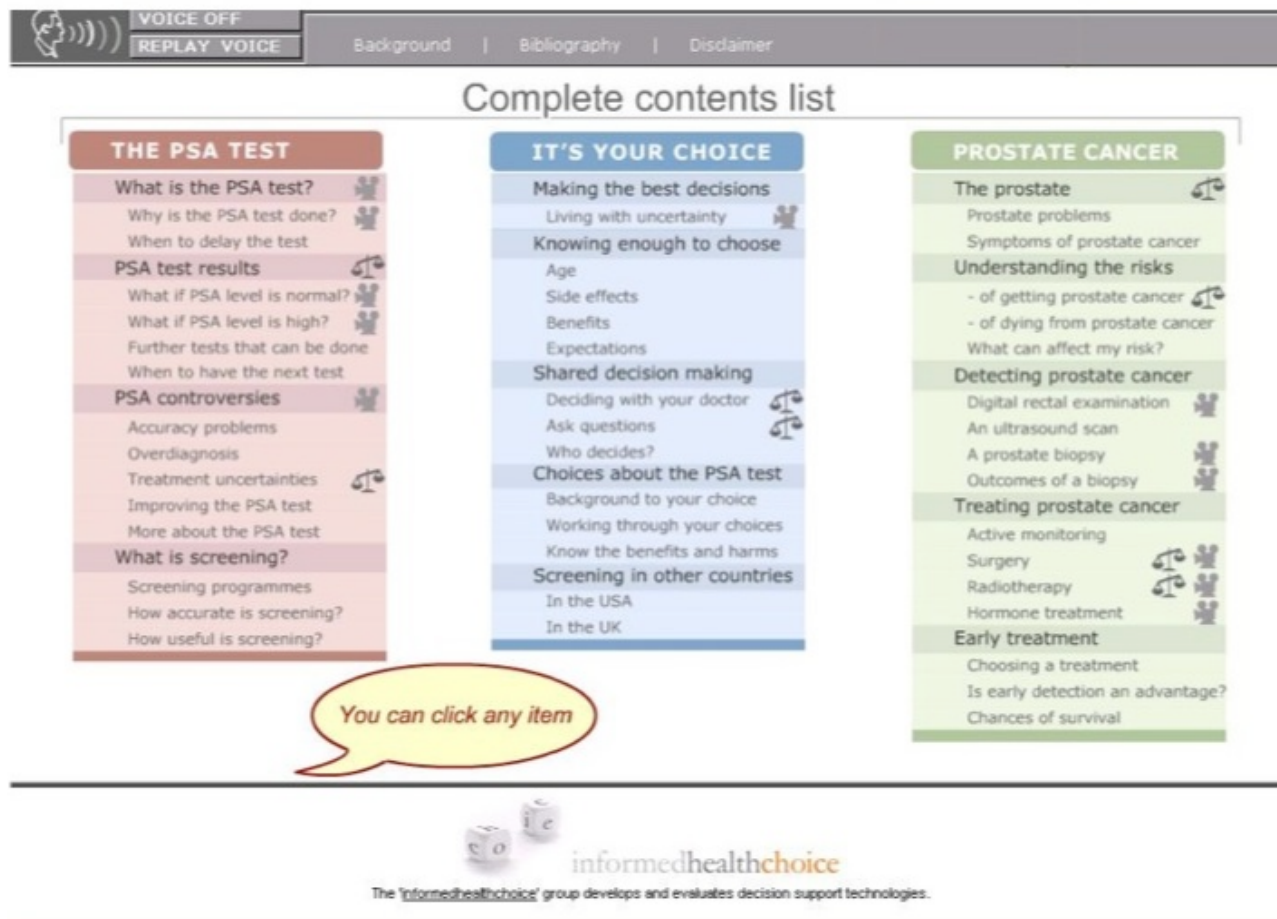 VOICE OFF
REPLAY VOICE
Background | Bibliography | Disclaimer
Complete contents list
THE PSA TEST
What is the PSA test?
Why is the PSA test done?
When to delay the test
PSA test results
What if PSA level is normal?
What if PSA level is high?
Further tests that can be done
When to have the next test
PSA controversies
Accuracy problems
Overdiagnosis
Treatment uncertainties
Improving the PSA test
More about the PSA test
What is screening?
Screening programmes
How accurate is screening?
How useful is screening?
IT'S YOUR CHOICE
Making the best decisions
Living with uncertainty
Knowing enough to choose
Age
Side effects
Benefits
Expectations
Shared decision making
Deciding with your doctor
Ask questions
Who decides?
Choices about the PSA test
Background to your choice
Working through your choices
Know the benefits and harms
Screening in other countries
In the USA
In the UK
PROSTATE CANCER
The prostate
Prostate problems
Symptoms of prostate cancer
Understanding the risks
- of getting prostate cancer
- of dying from prostate cancer
What can affect my risk?
Detecting prostate cancer
Digital rectal examination
An ultrasound scan
A prostate biopsy
Outcomes of a biopsy
Treating prostate cancer
Active monitoring
Surgery
Radiotherapy
Hormone treatment
Early treatment
Choosing a treatment
Is early detection an advantage?
Chances of survival
You can click any item
informedhealthchoice
The 'informedhealthchoice' group develops and evaluates decision support technologies.